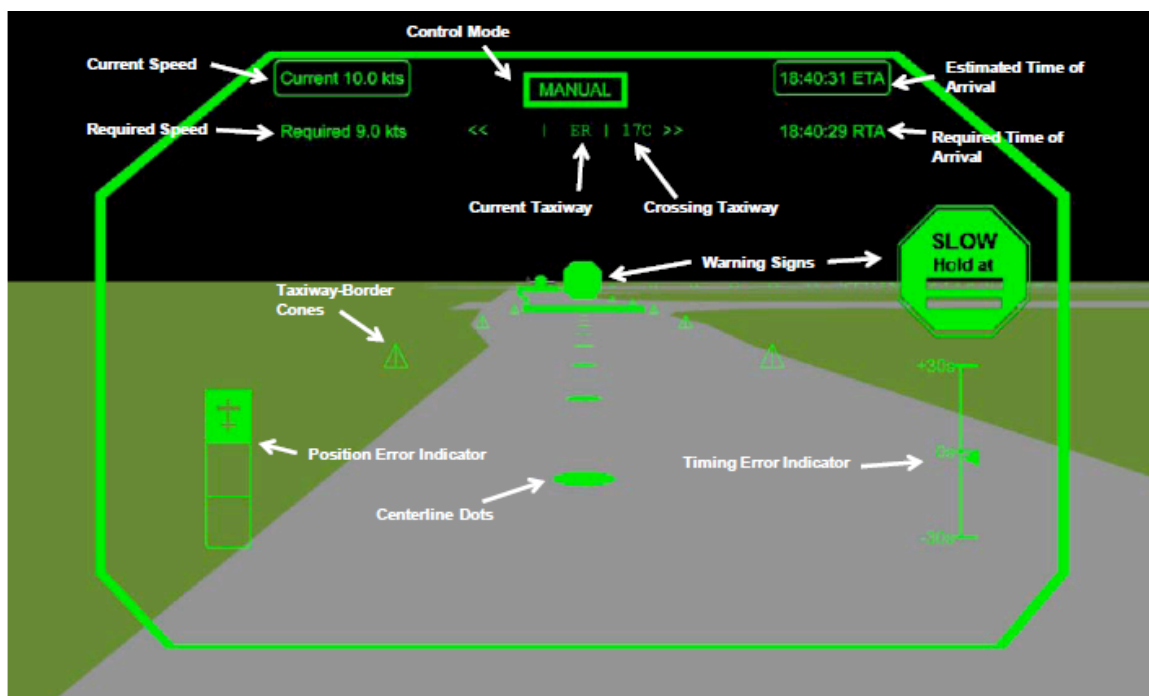 Control Mode
Current Speed
Current 10.0 kts
MANUAL
18:40:31 ETA
Estimated Time of
Arrival
Required Speed
Required 9.0 kts
<< | ER | 17C >>
18:40:29 RTA
Required Time of
Arrival
Current Taxiway
Crossing Taxiway
SLOW
Hold at
Warning Signs
Taxiway-Border
Cones
+30s
Position Error Indicator
Timing Error Indicator
0s
Centerline Dots
-30s